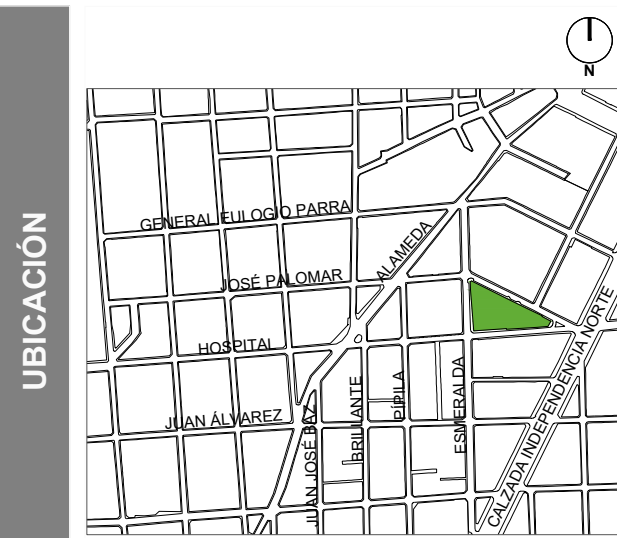 UBICACIÓN
N
GENERAL EULOGIO PARRA
ALAMEDA
JOSÉ PALOMAR
HOSPITAL
JUAN ÁLVAREZ
JUAN JOSÉ BAZ
BRILLANTE
PÍPILA
ESMERALDA
CALZADA INDEPENDENCIA NORTE